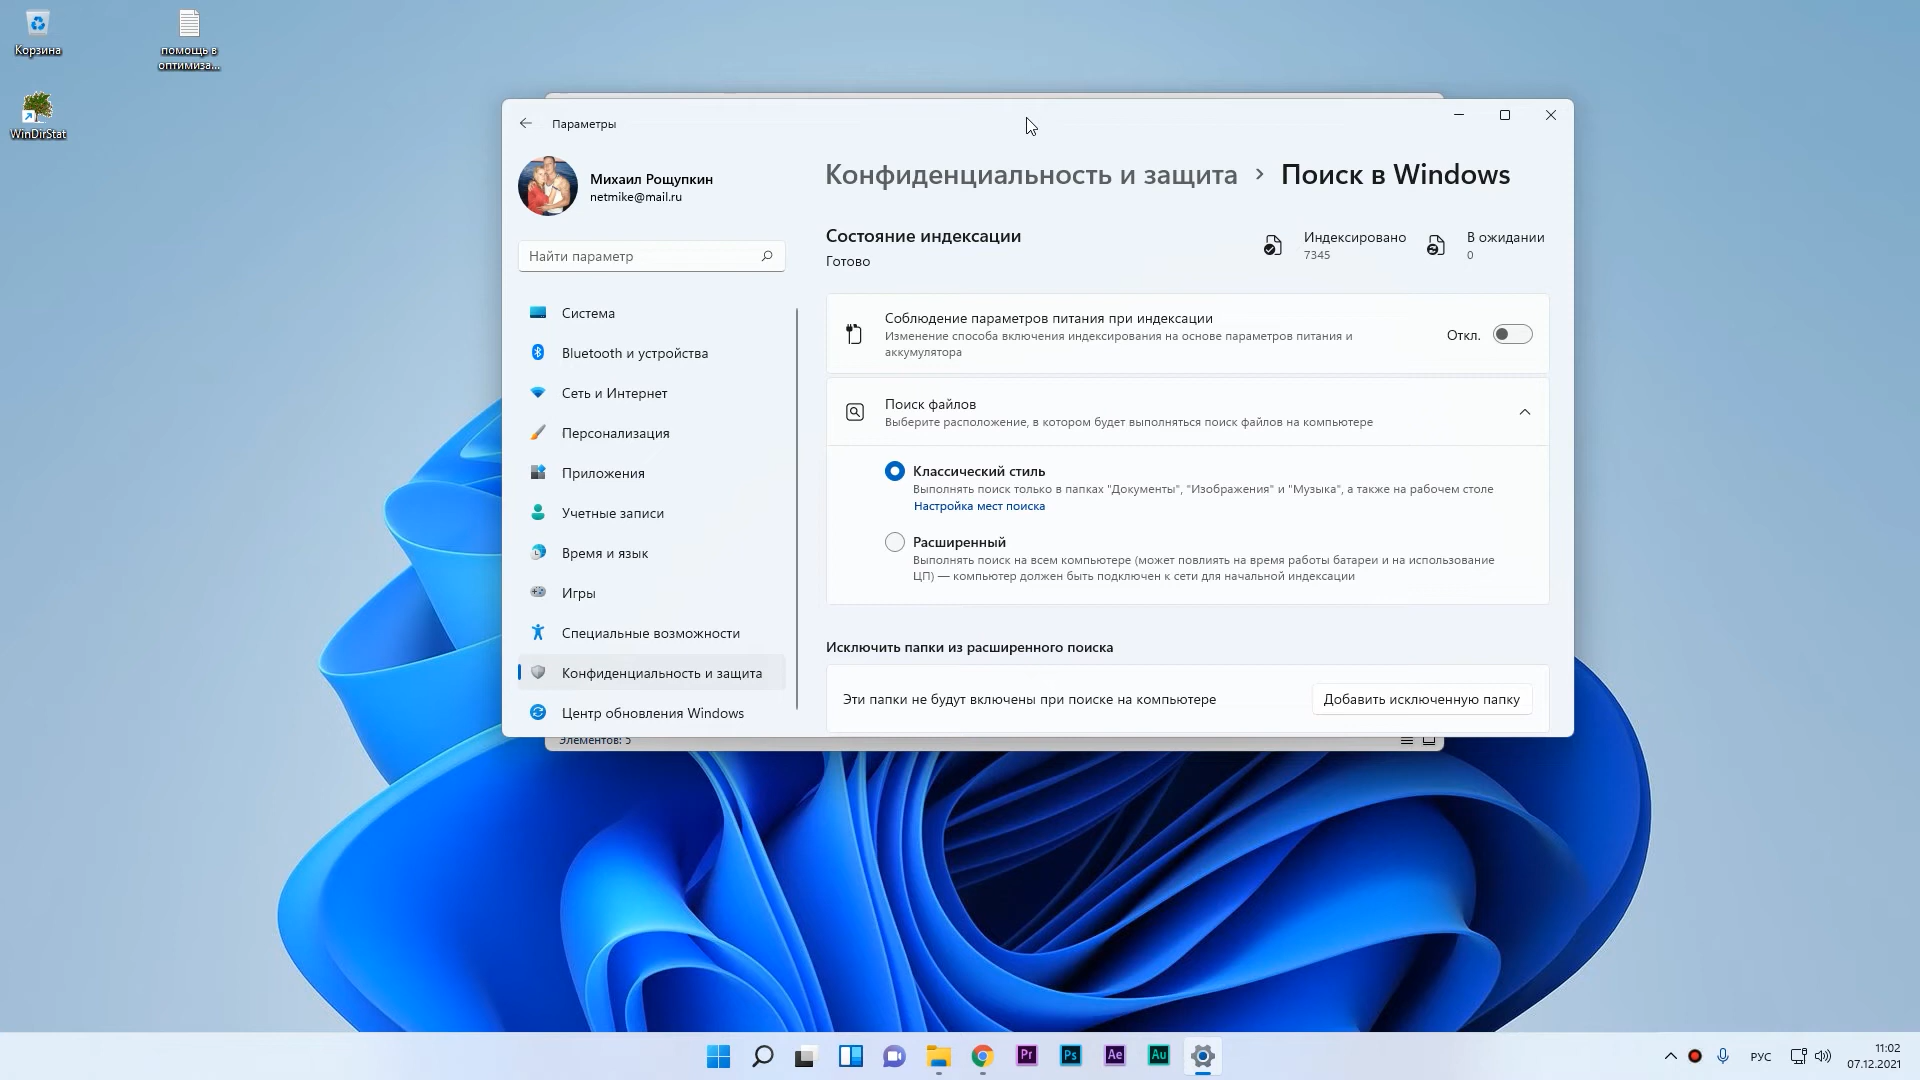 Корзина
помощь в
оптимиза...
WinDirStat
Параметры
Михаил Рощупкин
netmike@mail.ru
Найти параметр
Система
Bluetooth и устройства
Сеть и Интернет
Персонализация
Приложения
Учетные записи
Время и язык
Игры
Специальные возможности
Конфиденциальность и защита
Центр обновления Windows
Конфиденциальность и защита > Поиск в Windows
Состояние индексации
Готово
Индексировано
7345
В ожидании
0
Соблюдение параметров питания при индексации
Изменение способа включения индексирования на основе параметров питания и
аккумулятора
Откл.
Поиск файлов
Выберите расположение, в котором будет выполняться поиск файлов на компьютере
Классический стиль
Выполнять поиск только в папках "Документы", "Изображения" и "Музыка", а также на рабочем столе
Настройка мест поиска
Расширенный
Выполнять поиск на всем компьютере (может повлиять на время работы батареи и на использование
ЦП) — компьютер должен быть подключен к сети для начальной индексации
Исключить папки из расширенного поиска
Эти папки не будут включены при поиске на компьютере
Добавить исключенную папку
Элементов: 5
Pr
Ps
Ae
Au
РУС
11:02
07.12.2021